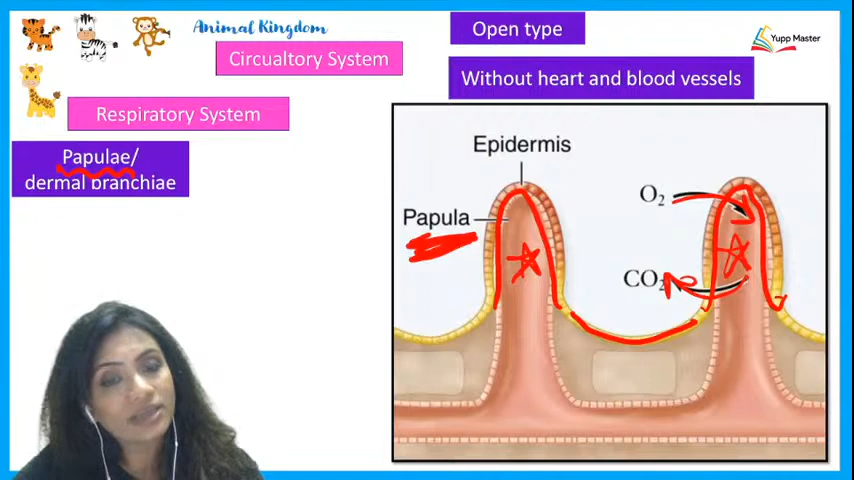 Animal Kingdom
Open type
Yupp Master
Circualtory System
Without heart and blood vessels
Respiratory System
Papulae/
dermal branchiae
Epidermis
O2
Papula
CO2